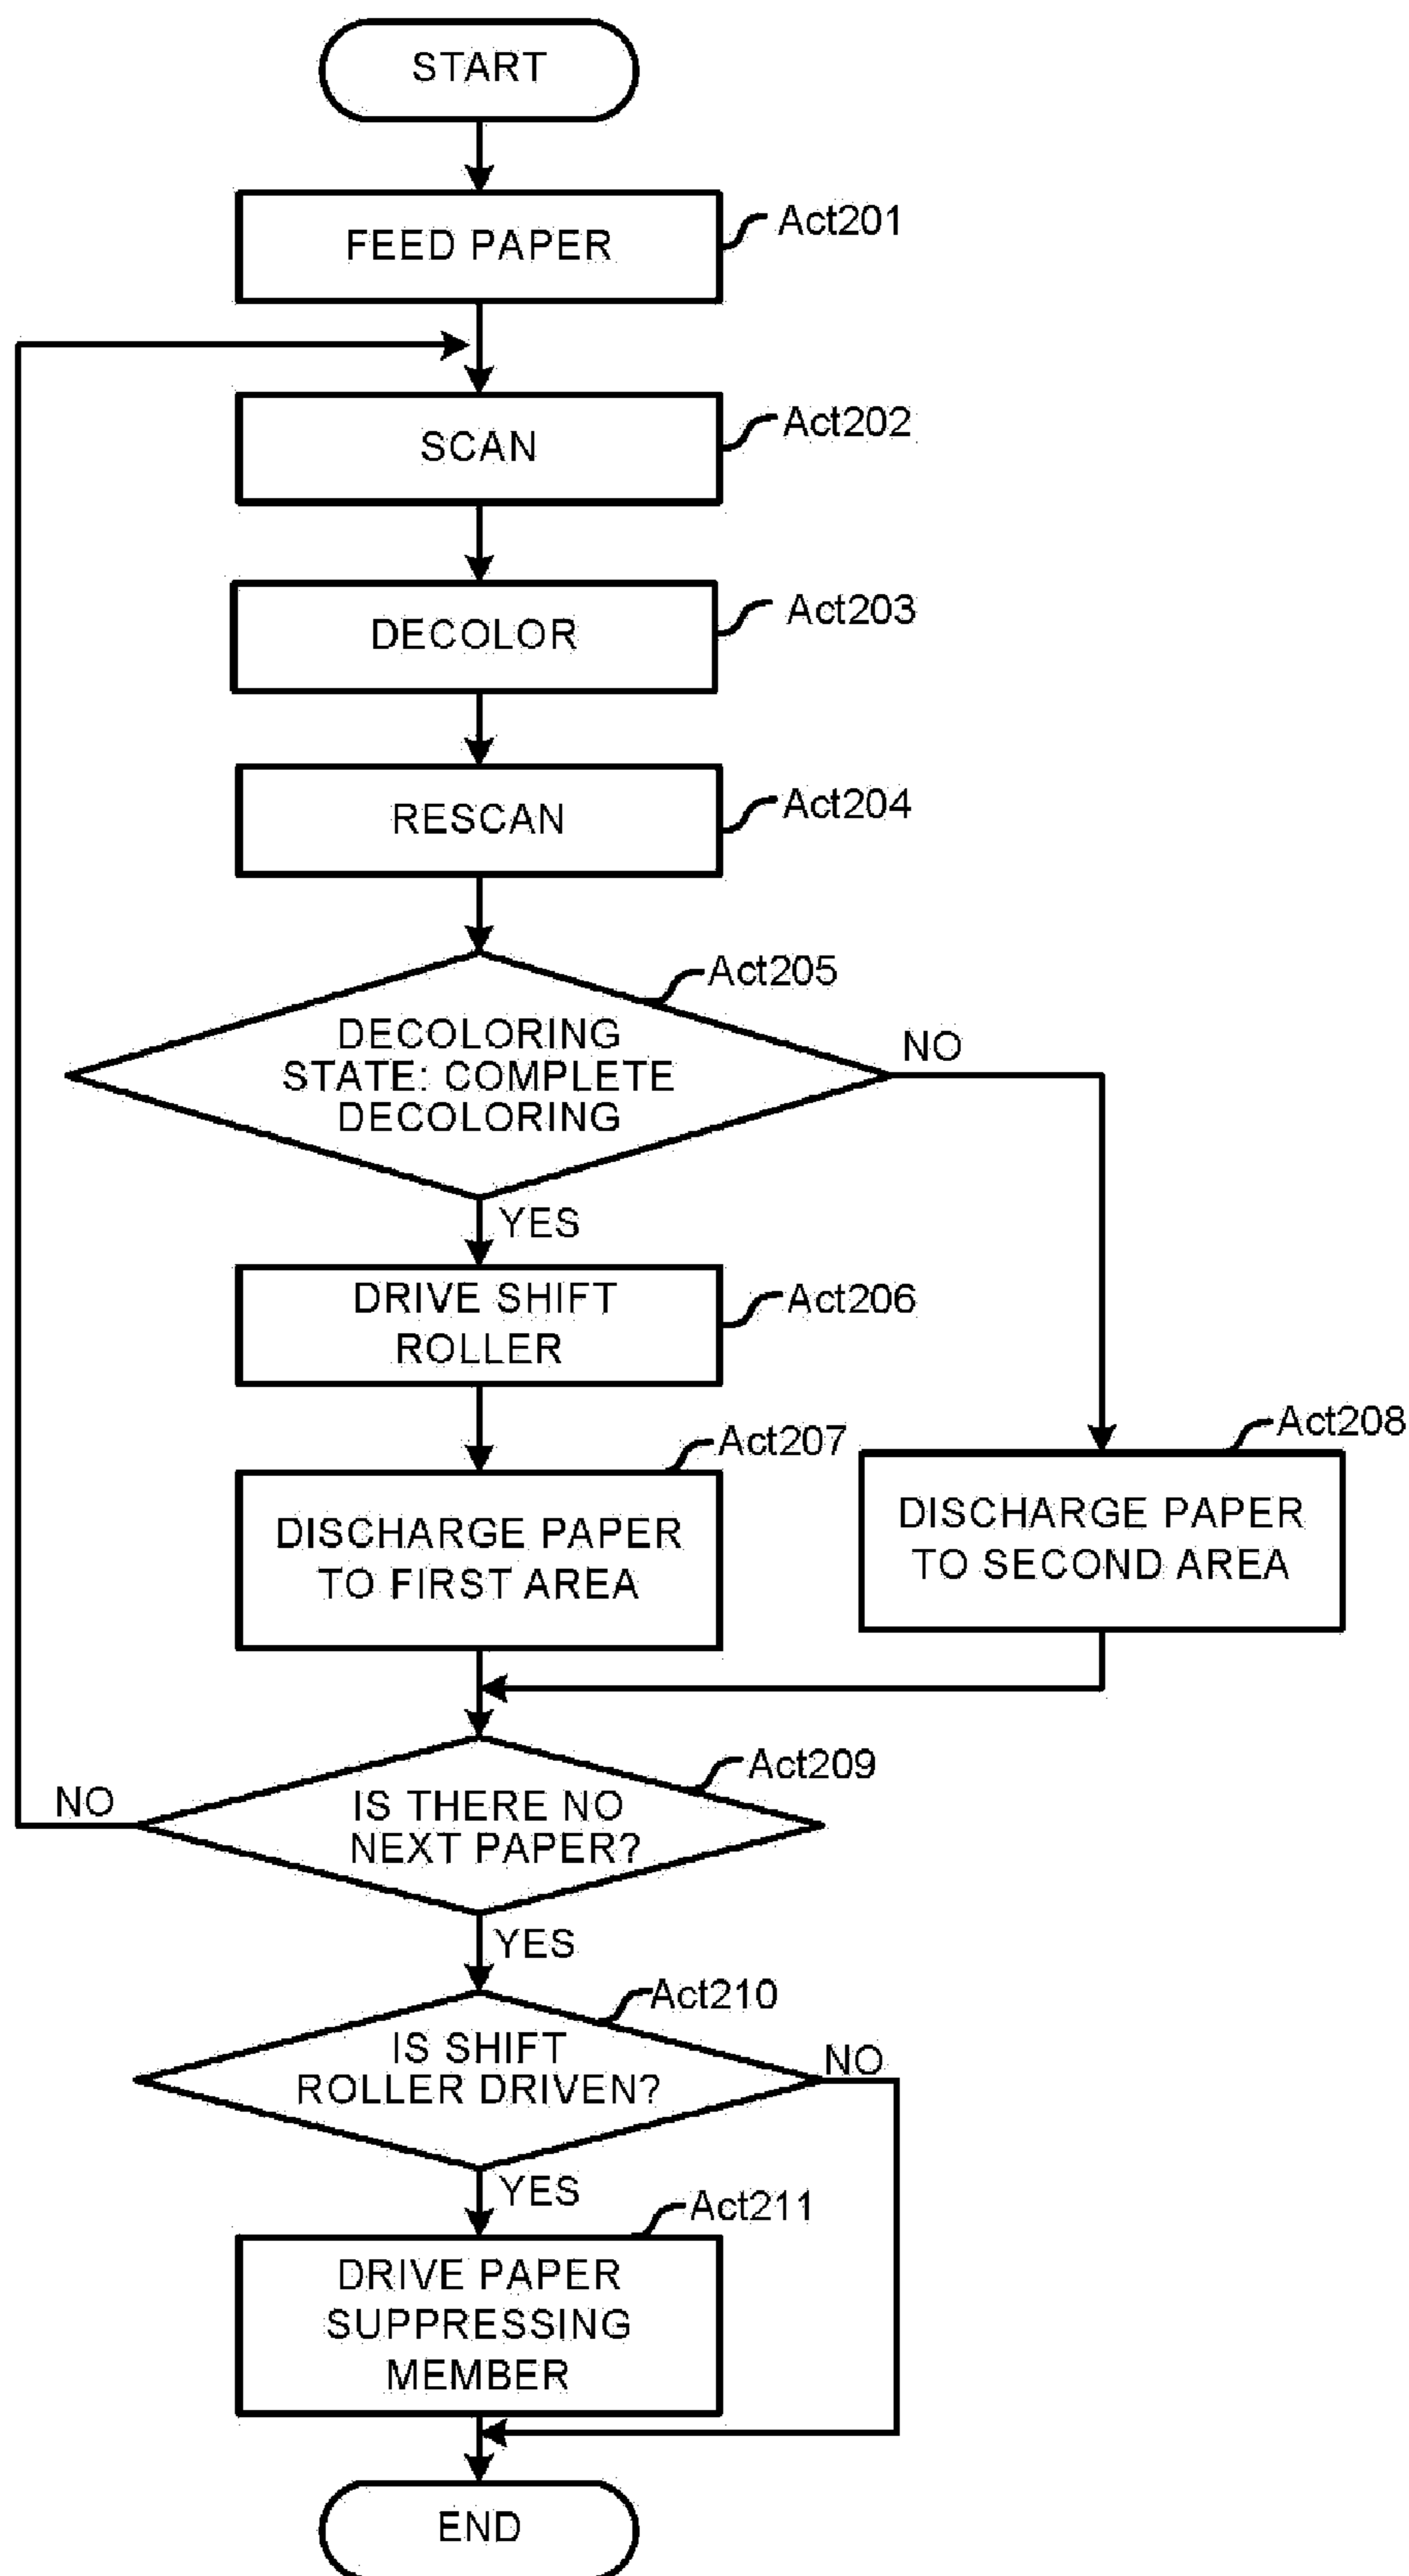 START
FEED PAPER
Act201
SCAN
Act202
DECOLOR
Act203
RESCAN
Act204
Act205
DECOLORING
STATE: COMPLETE
DECOLORING
NO
YES
DRIVE SHIFT
ROLLER
Act206
Act207
DISCHARGE PAPER
TO FIRST AREA
Act208
DISCHARGE PAPER
TO SECOND AREA
Act209
IS THERE NO
NEXT PAPER?
NO
YES
Act210
IS SHIFT
ROLLER DRIVEN?
NO
YES
Act211
DRIVE PAPER
SUPPRESSING
MEMBER
END